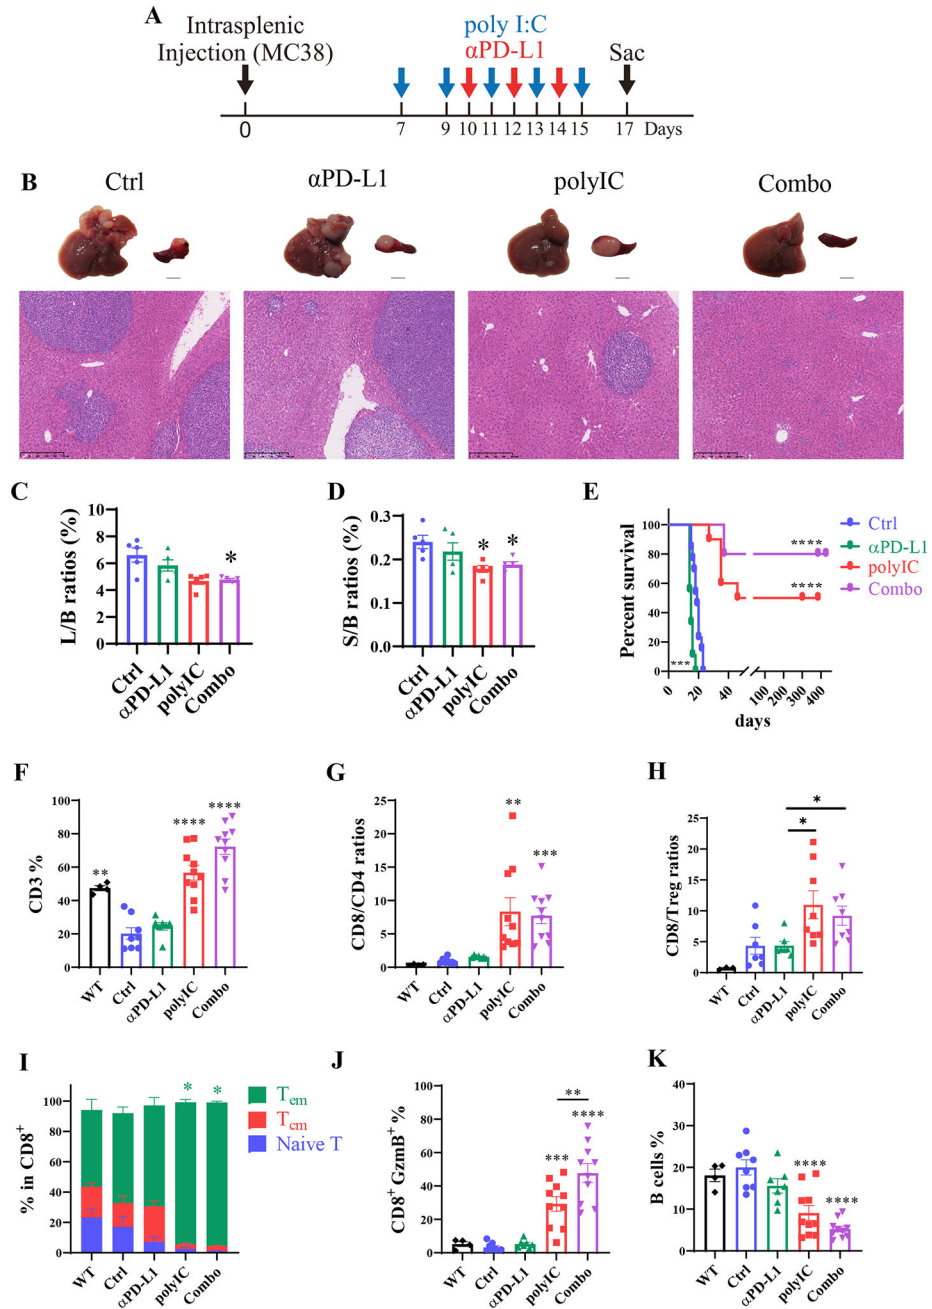 A
Intrasplenic
Injection (MC38)
poly I:C
αPD-L1
Sac
0 7 9 10 11 12 13 14 15 17 Days
B
Ctrl αPD-L1 polyIC Combo
C
L/B ratios (%)
10
8
6
4
2
0
*
Ctrl αPD-L1 polyIC Combo
D
S/B ratios (%)
0.3
0.2
0.1
0.0
* *
Ctrl αPD-L1 polyIC Combo
E
Percent survival
100
80
60
40
20
0
****
****
***
0 20 40 100 200 300 400
days
Ctrl
αPD-L1
polyIC
Combo
F
CD3 %
100
80
60
40
20
0
** **** ****
WT Ctrl αPD-L1 polyIC Combo
G
CD8/CD4 ratios
25
20
15
10
5
0
** ***
WT Ctrl αPD-L1 polyIC Combo
H
CD8/Treg ratios
25
20
15
10
5
0
*
*
WT Ctrl αPD-L1 polyIC Combo
I
% in CD8+
100
80
60
40
20
0
* *
WT Ctrl αPD-L1 polyIC Combo
Tem
Tcm
Naive T
J
CD8+ GzmB+ %
100
80
60
40
20
0
**
*** ****
WT Ctrl αPD-L1 polyIC Combo
K
B cells %
40
30
20
10
0
**** ****
WT Ctrl αPD-L1 polyIC Combo